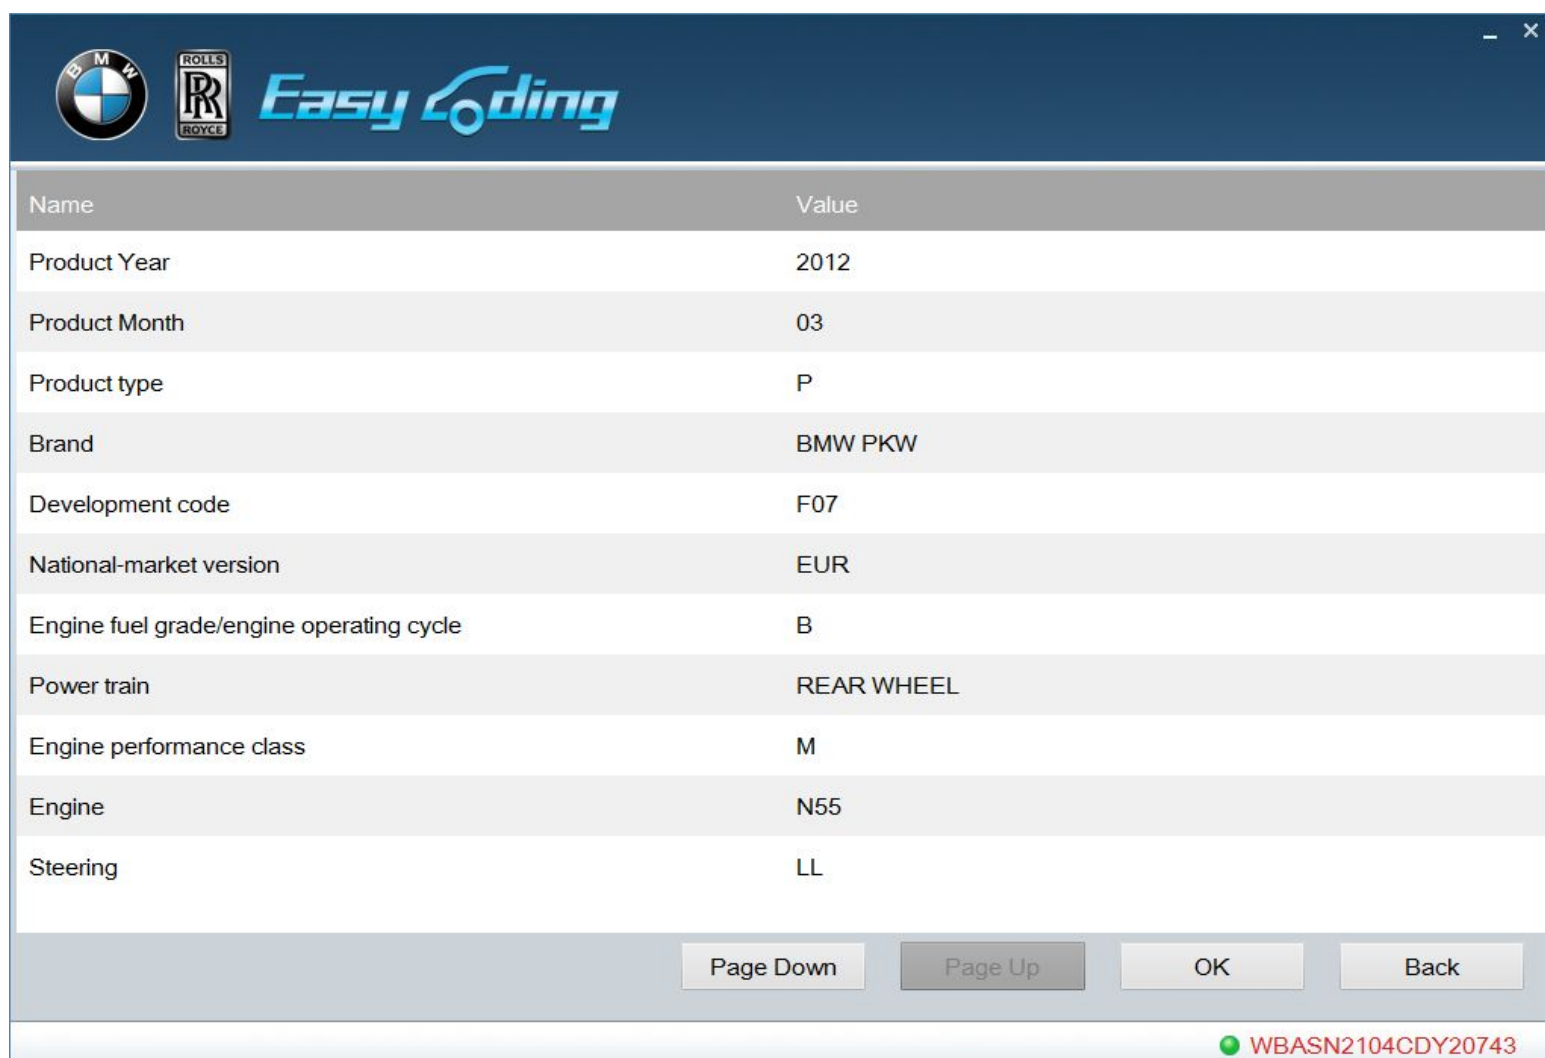 BMW ROLLS RR ROYCE Easy Coding
Name Value
Product Year 2012
Product Month 03
Product type P
Brand BMW PKW
Development code F07
National-market version EUR
Engine fuel grade/engine operating cycle B
Power train REAR WHEEL
Engine performance class M
Engine N55
Steering LL
Page Down Page Up OK Back
WBASN2104CDY20743